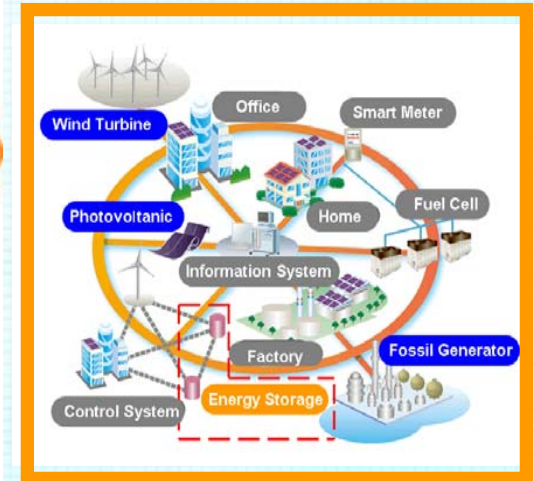 Office
Smart Meter
Wind Turbine
Photovoltanic
Home
Fuel Cell
Information System
Factory
Fossil Generator
Control System
Energy Storage